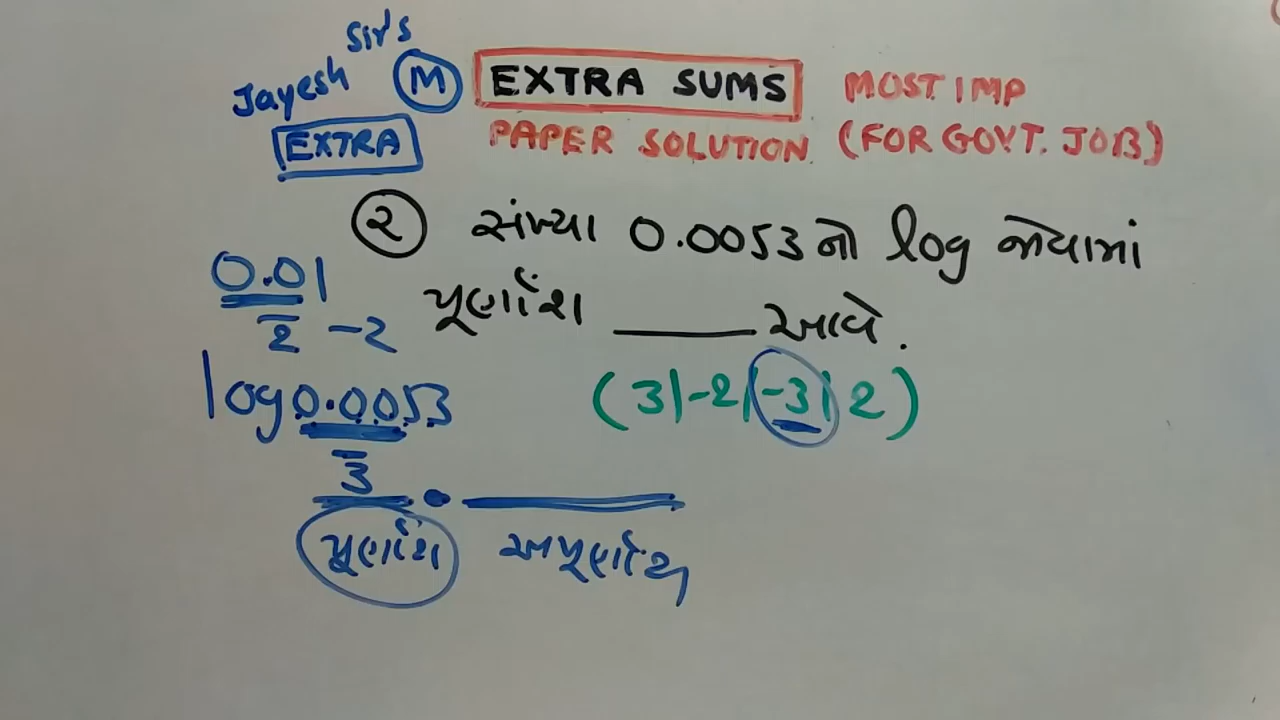 Jayesh Sir's M EXTRA SUMS MOST IMP
EXTRA PAPER SOLUTION. (FOR GOVT. JOB)
૨ સંખ્યા 0.0053 નો log જોવામાં
પૂર્ણાંશ ______ આવે.
0.01
2̅ -2
log 0.0053
(3|-2|-3|2)
3̅ .
પૂર્ણાંશ અપૂર્ણાંશ